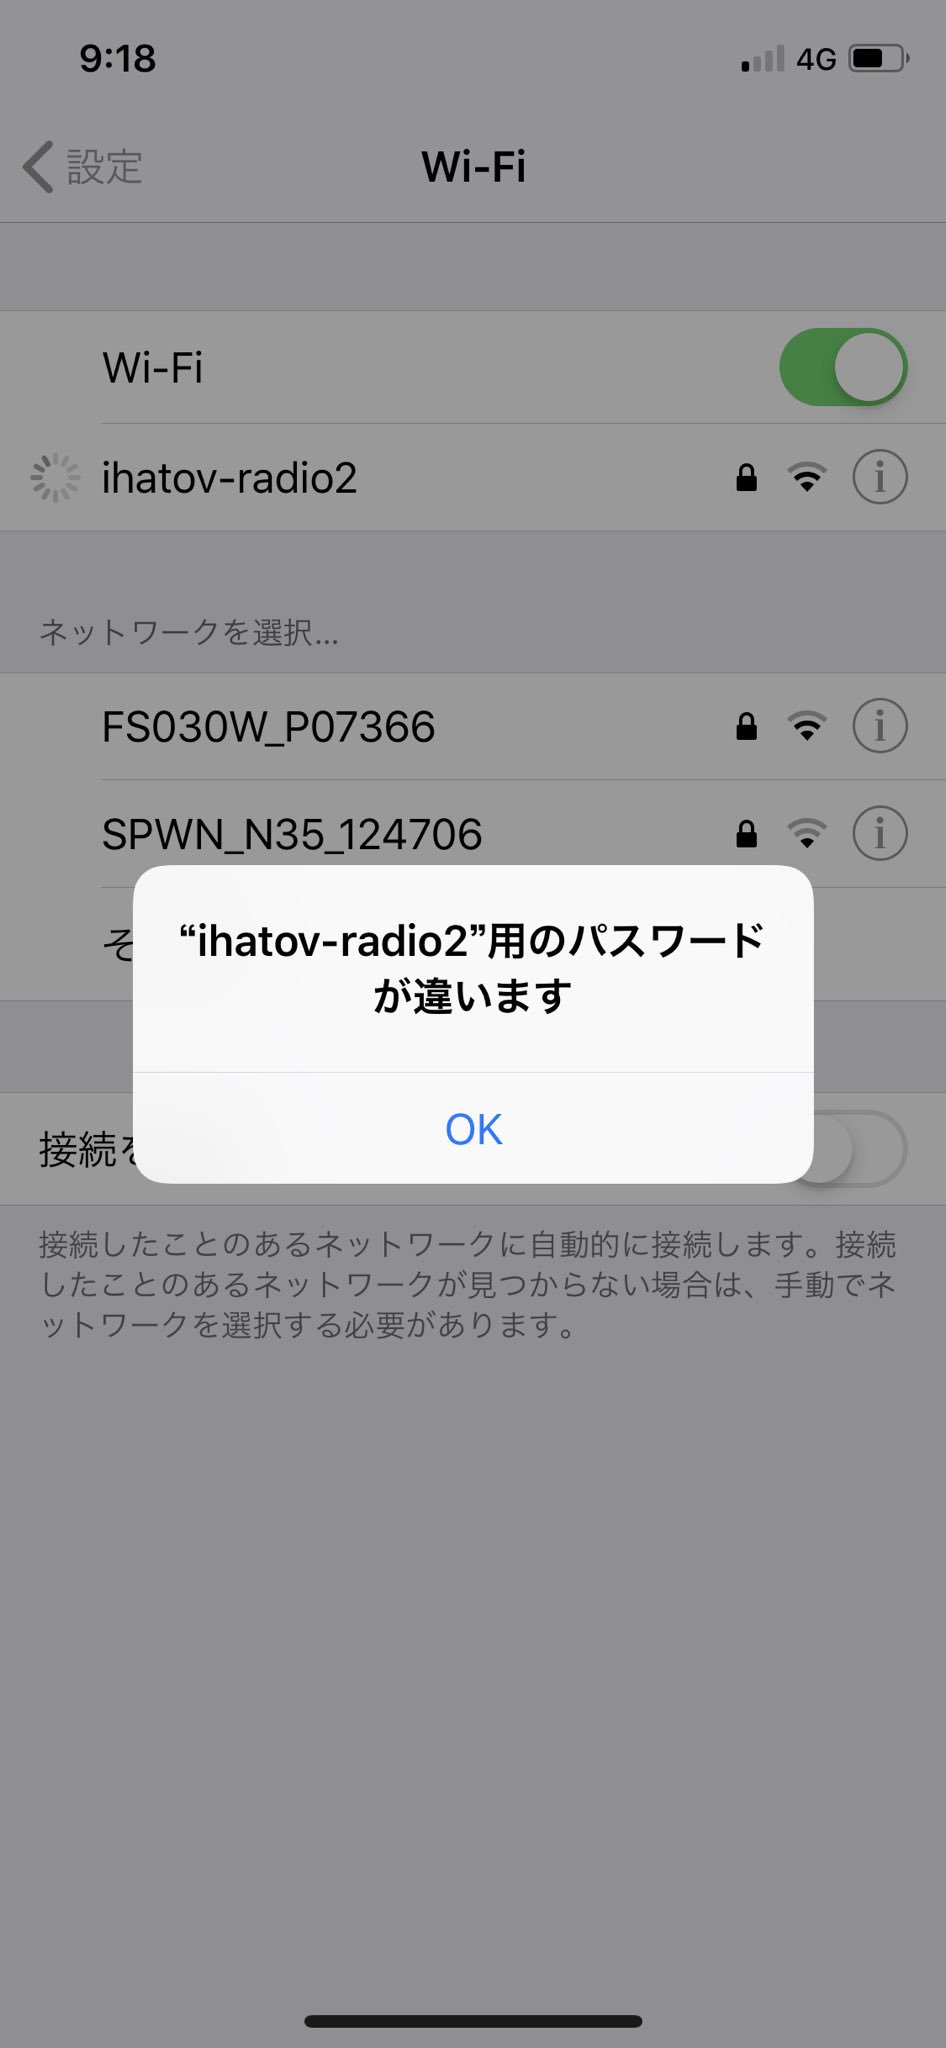 9:18
4G
設定
Wi-Fi
Wi-Fi
ihatov-radio2
ネットワークを選択...
FS030W_P07366
SPWN_N35_124706
そ
“ihatov-radio2”用のパスワード
が違います
OK
接続を
接続したことのあるネットワークに自動的に接続します。接続
したことのあるネットワークが見つからない場合は、手動でネ
ットワークを選択する必要があります。